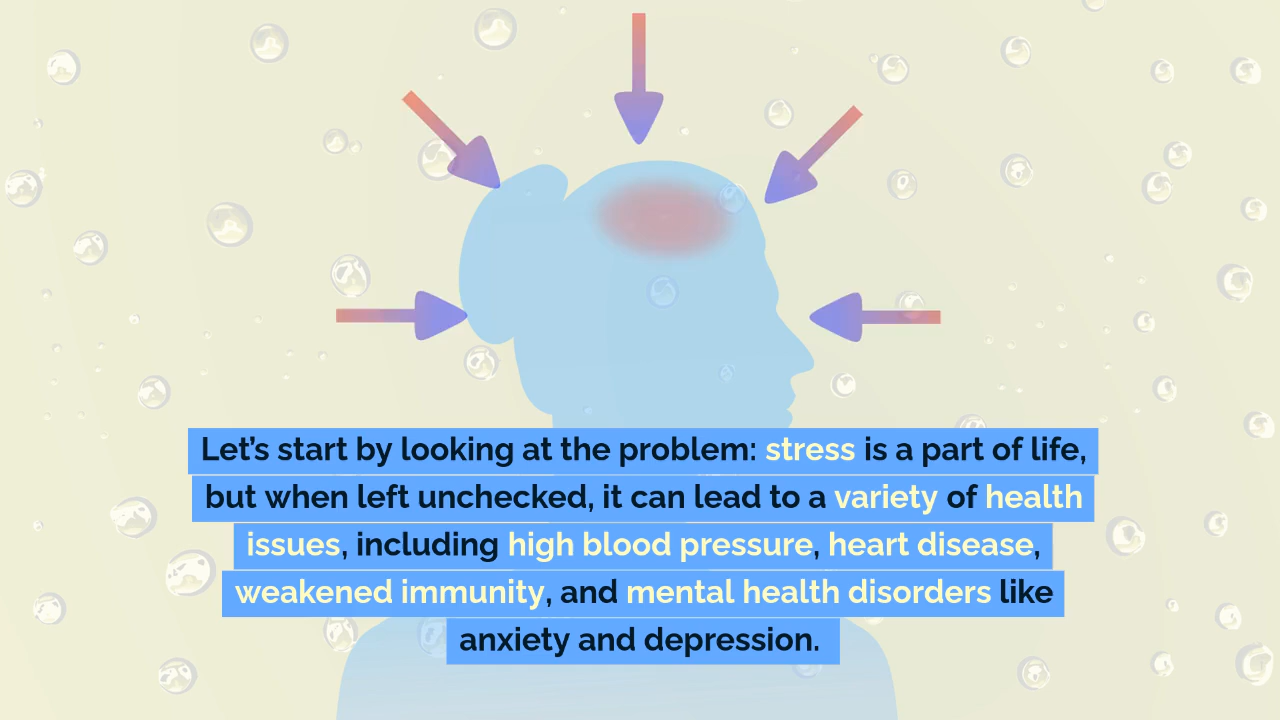 Let’s start by looking at the problem: stress is a part of life,
but when left unchecked, it can lead to a variety of health
issues, including high blood pressure, heart disease,
weakened immunity, and mental health disorders like
anxiety and depression.